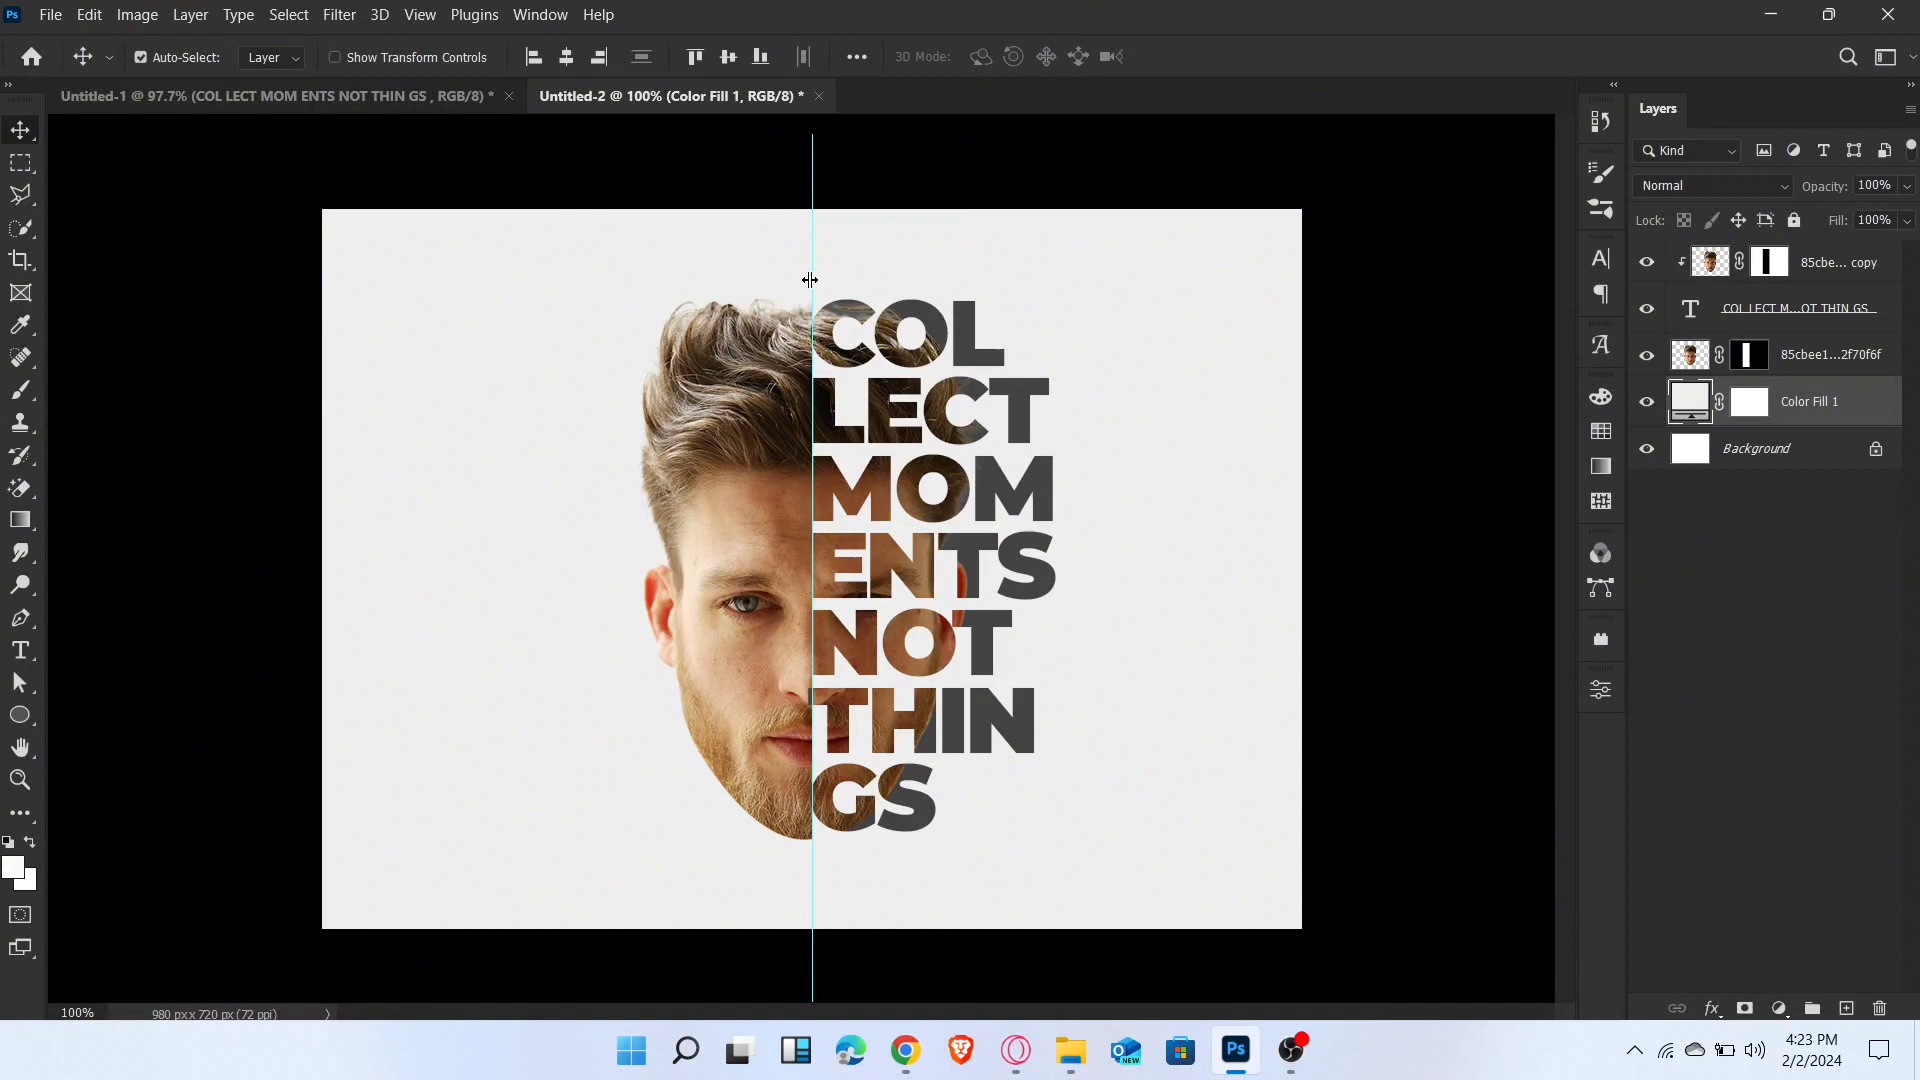 Ps File Edit Image Layer Type Select Filter 3D View Plugins Window Help
Auto-Select: Layer Show Transform Controls 3D Mode:
Untitled-1 @ 97.7% (COL LECT MOM ENTS NOT THIN GS , RGB/8) * Untitled-2 @ 100% (Color Fill 1, RGB/8) *
COL
LECT
MOM
ENTS
NOT
THIN
GS
Layers
Kind
Normal Opacity: 100%
Lock: Fill: 100%
85cbe... copy
T COL LECT M...OT THIN GS
85cbee1...2f70f6f
Color Fill 1
Background
fx
100% 980 px x 720 px (72 ppi)
NEW
Ps
4:23 PM
2/2/2024